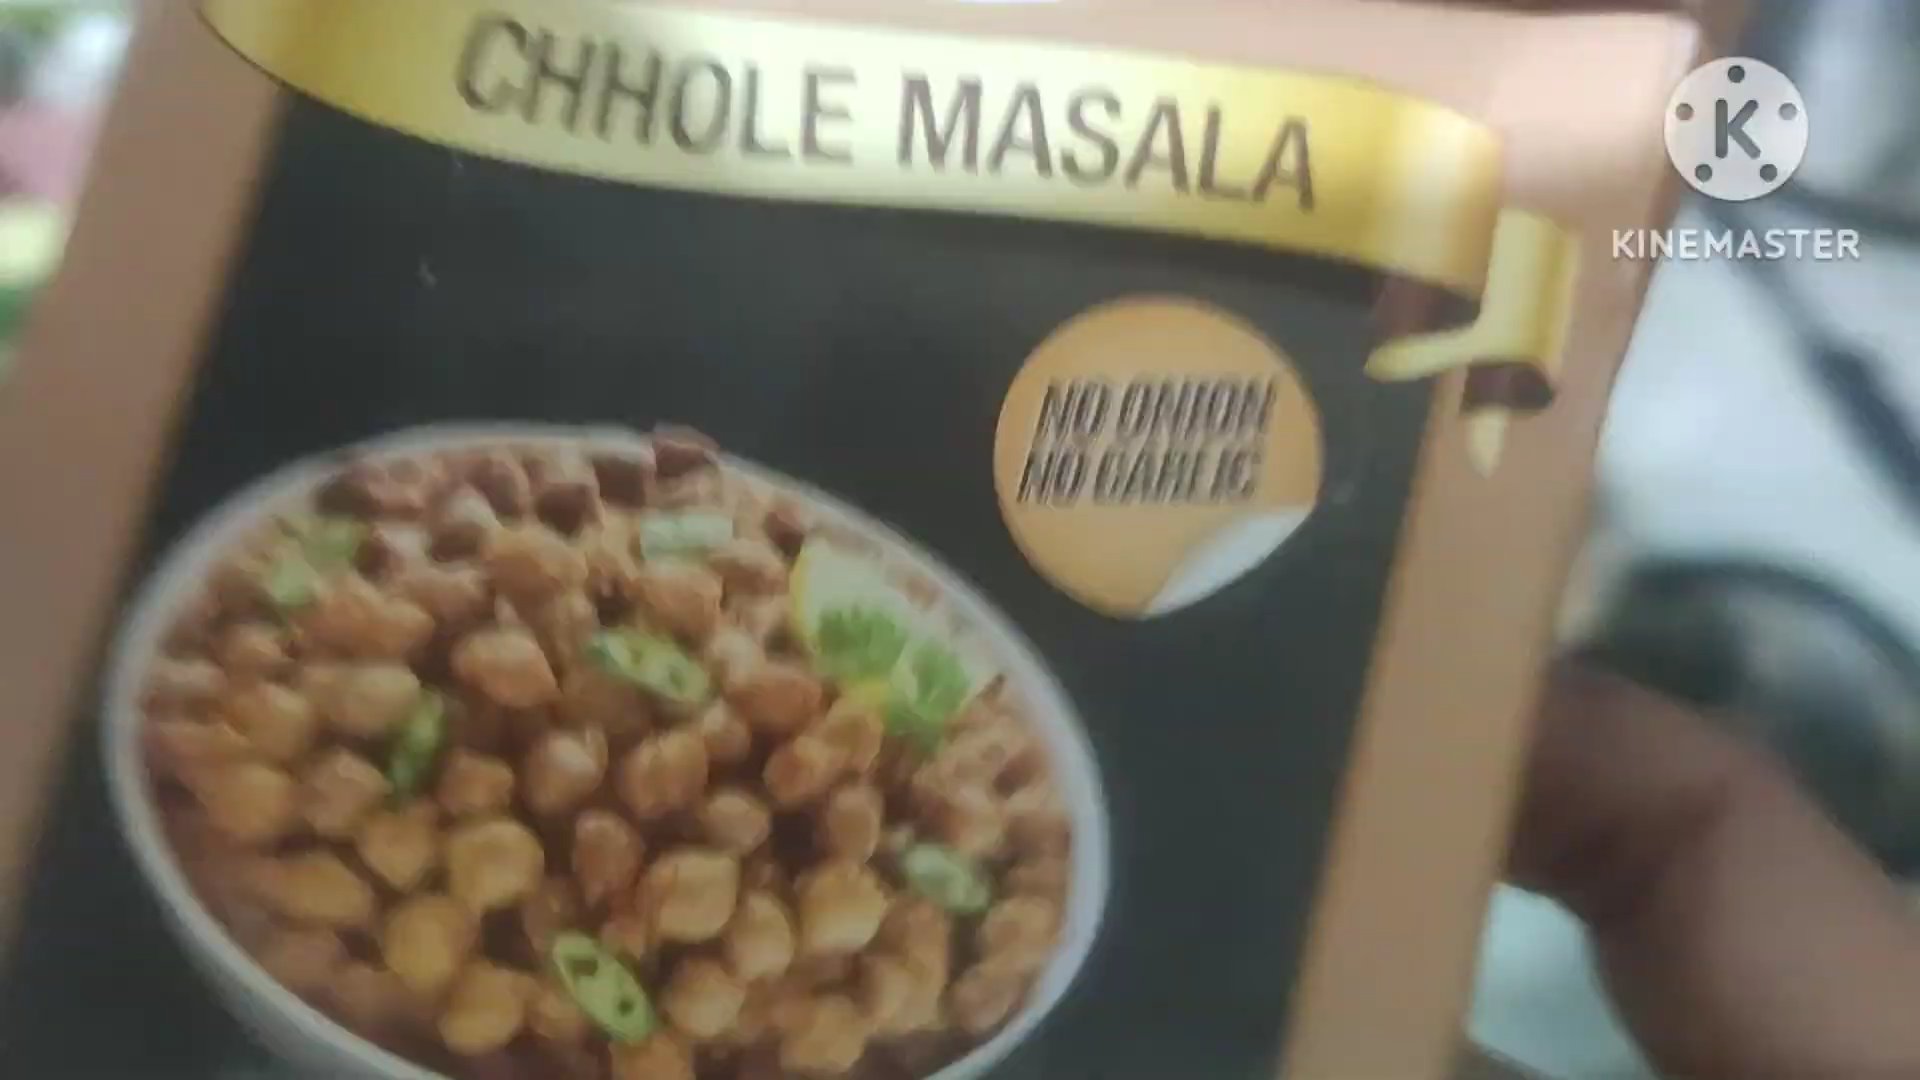 CHHOLE MASALA
NO ONION
NO GARLIC
K
KINEMASTER